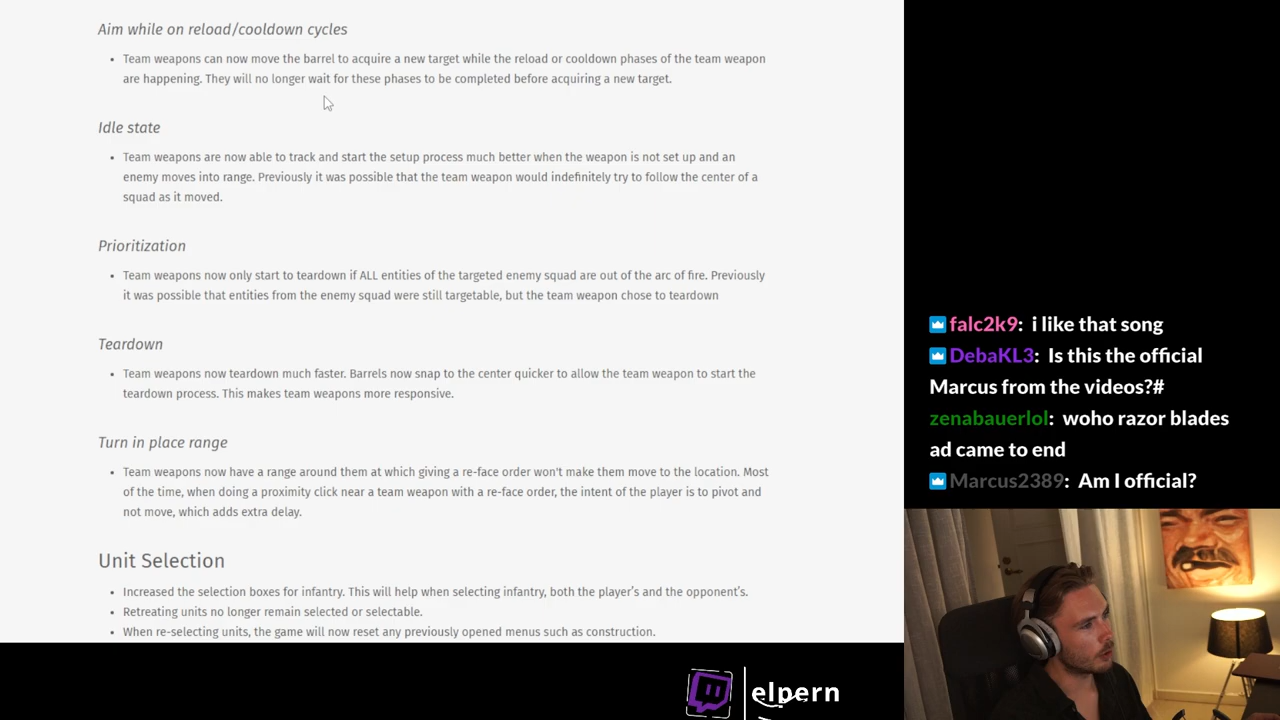 Aim while on reload/cooldown cycles
• Team weapons can now move the barrel to acquire a new target while the reload or cooldown phases of the team weapon
are happening. They will no longer wait for these phases to be completed before acquiring a new target.
Idle state
• Team weapons are now able to track and start the setup process much better when the weapon is not set up and an
enemy moves into range. Previously it was possible that the team weapon would indefinitely try to follow the center of a
squad as it moved.
Prioritization
• Team weapons now only start to teardown if ALL entities of the targeted enemy squad are out of the arc of fire. Previously
it was possible that entities from the enemy squad were still targetable, but the team weapon chose to teardown
Teardown
• Team weapons now teardown much faster. Barrels now snap to the center quicker to allow the team weapon to start the
teardown process. This makes team weapons more responsive.
Turn in place range
• Team weapons now have a range around them at which giving a re-face order won't make them move to the location. Most
of the time, when doing a proximity click near a team weapon with a re-face order, the intent of the player is to pivot and
not move, which adds extra delay.
Unit Selection
• Increased the selection boxes for infantry. This will help when selecting infantry, both the player's and the opponent's.
• Retreating units no longer remain selected or selectable.
• When re-selecting units, the game will now reset any previously opened menus such as construction.
falc2k9: i like that song
DebaKL3: Is this the official
Marcus from the videos?#
zenabauerlol: woho razor blades
ad came to end
Marcus2389: Am I official?
elpern